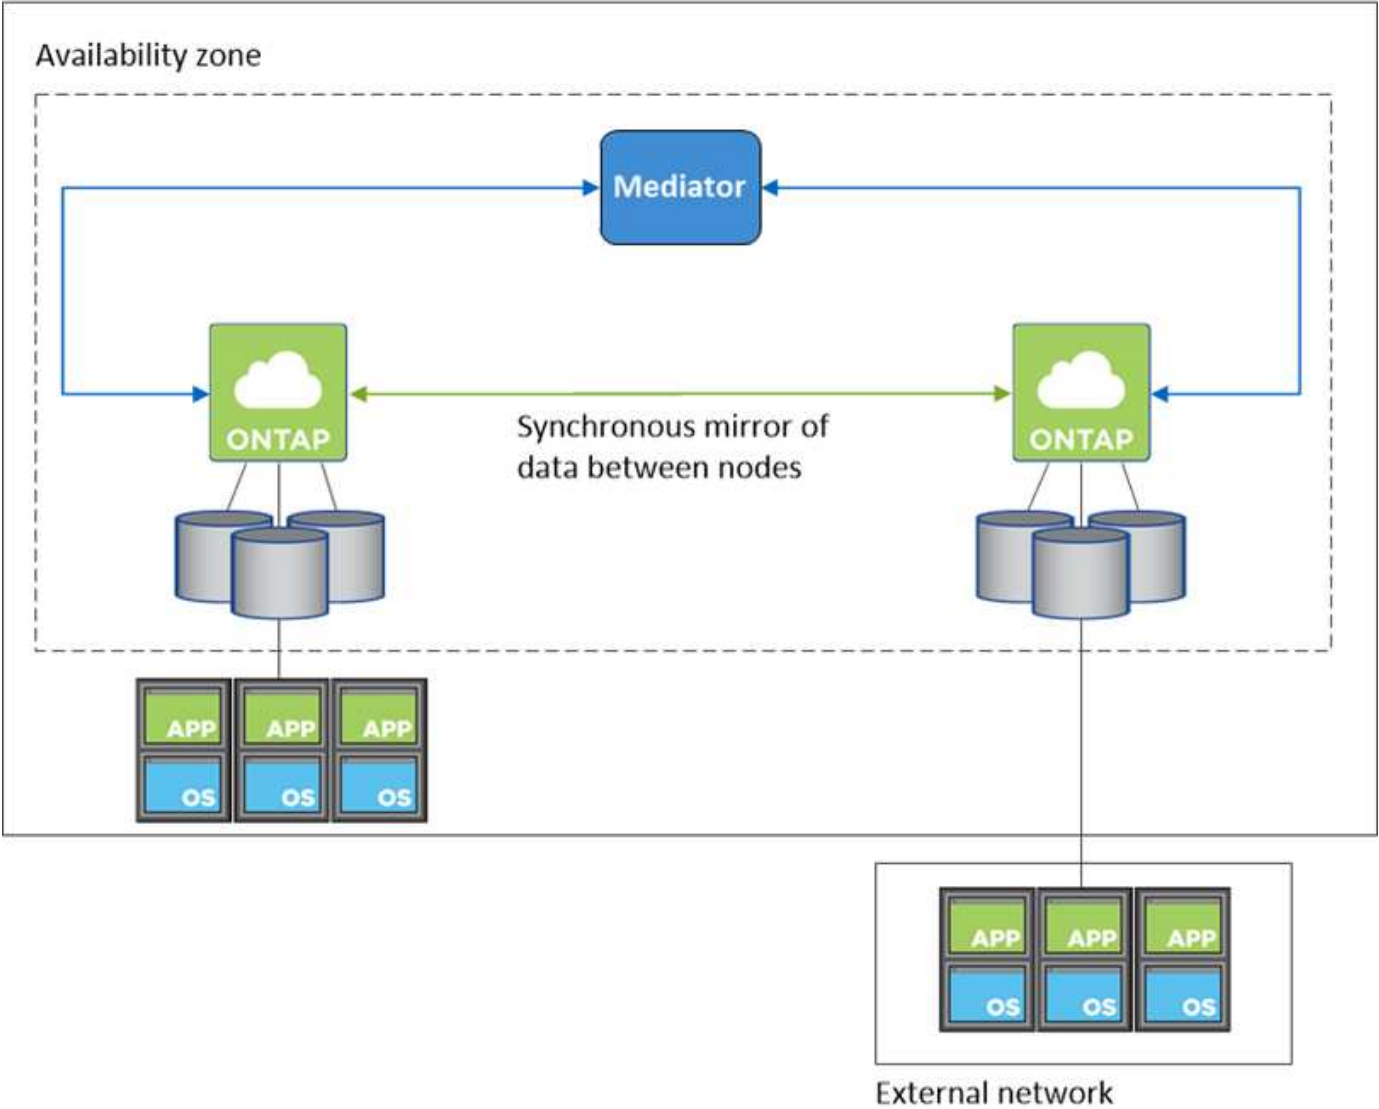 Availability zone
Mediator
ONTAP
ONTAP
Synchronous mirror of
data between nodes
APP
APP
APP
OS
OS
OS
APP
APP
APP
OS
OS
OS
External network